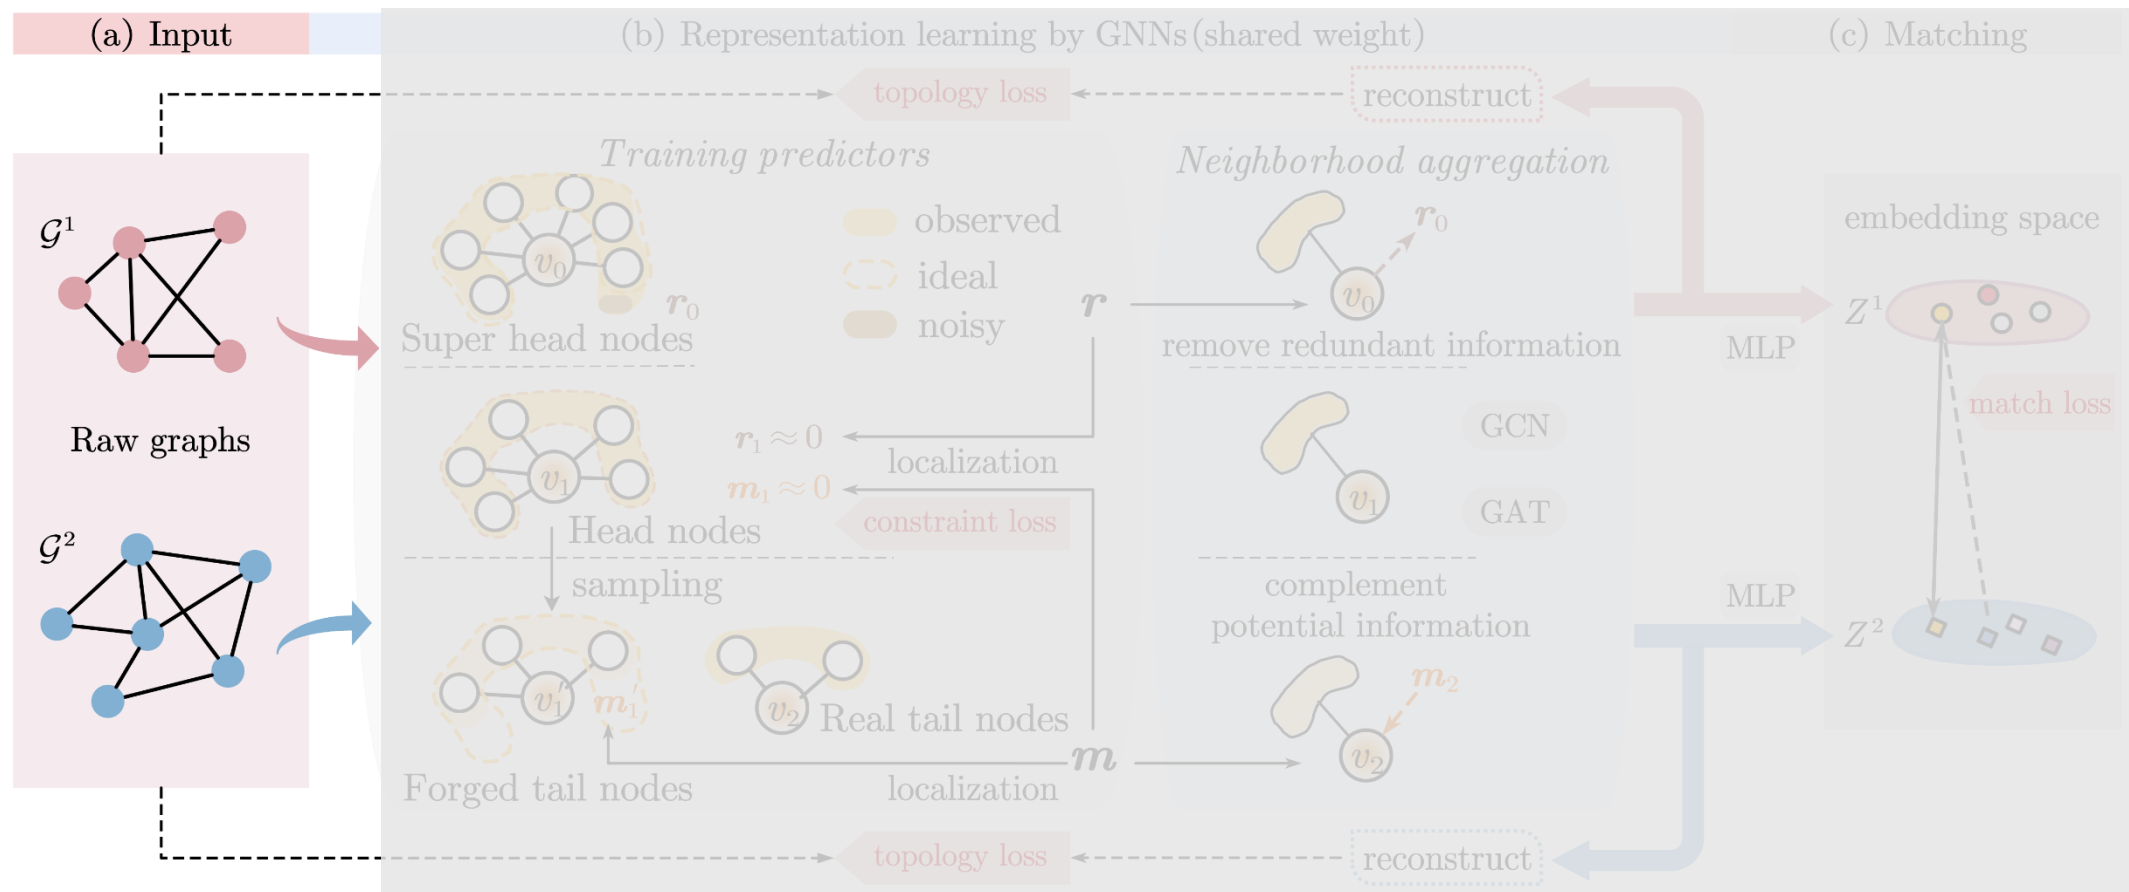 (a) Input
(b) Representation learning by GNNs(shared weight)
(c) Matching
topology loss
reconstruct
Training predictors
Neighborhood aggregation
embedding space
𝒢¹
Raw graphs
𝒢²
v₀
r₀
Super head nodes
observed
ideal
noisy
r
r₀
v₀
remove redundant information
MLP
Z¹
match loss
v₁
r₁ ≈ 0
localization
m₁ ≈ 0
constraint loss
Head nodes
sampling
v₁
GCN
GAT
complement
potential information
MLP
Z²
v₁′
m₁′
v₂
Real tail nodes
m
m₂
v₂
Forged tail nodes
localization
topology loss
reconstruct